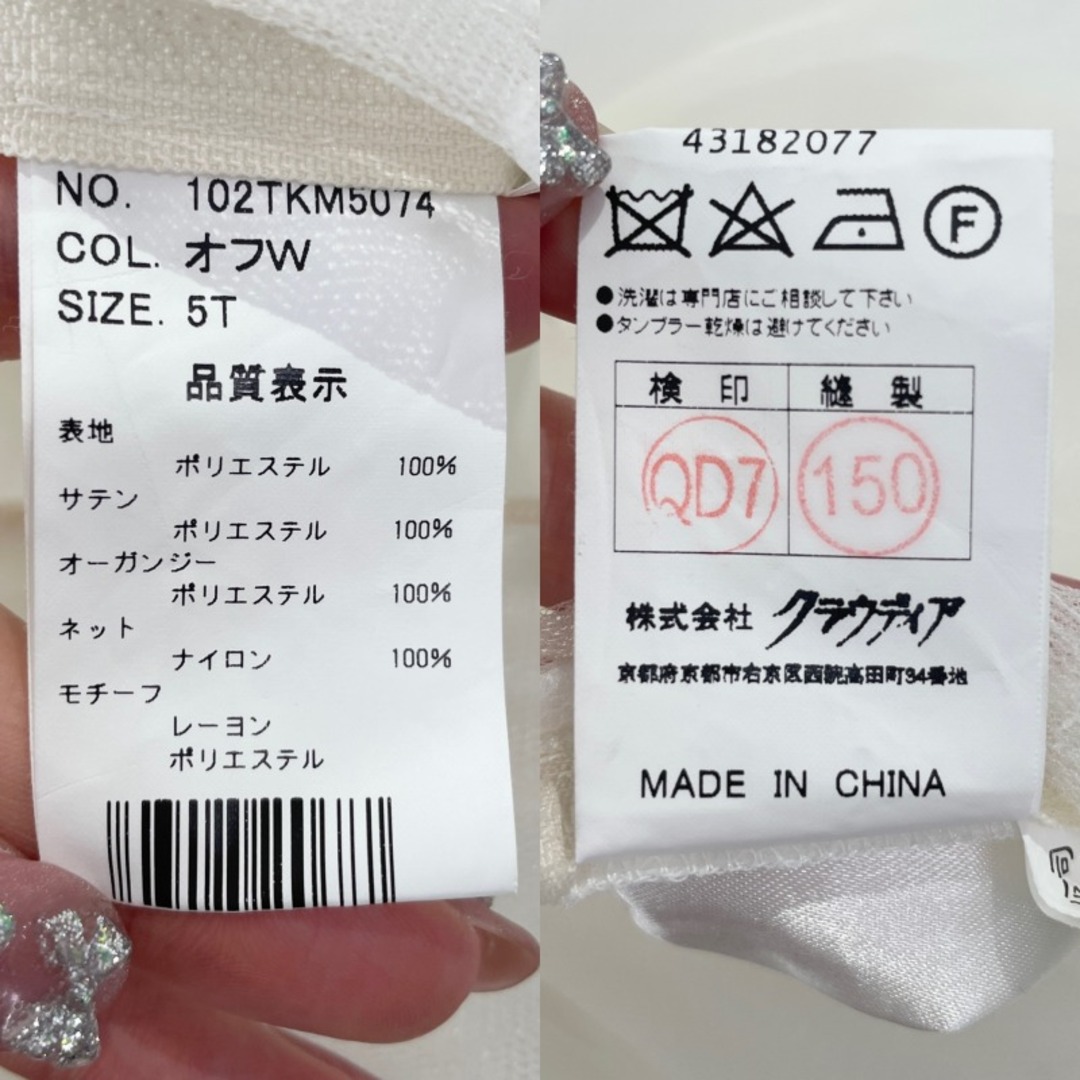 NO. 102TKM5074
COL. オフW
SIZE. 5T
品質表示
表地
ポリエステル 100%
サテン
ポリエステル 100%
オーガンジー
ポリエステル 100%
ネット
ナイロン 100%
モチーフ
レーヨン
ポリエステル
43182077
F
●洗濯は専門店にご相談して下さい
●タンブラー乾燥は避けてください
検 印 縫 製
QD7 150
株式会社 クラウディア
京都府京都市右京区西院高田町34番地
MADE IN CHINA